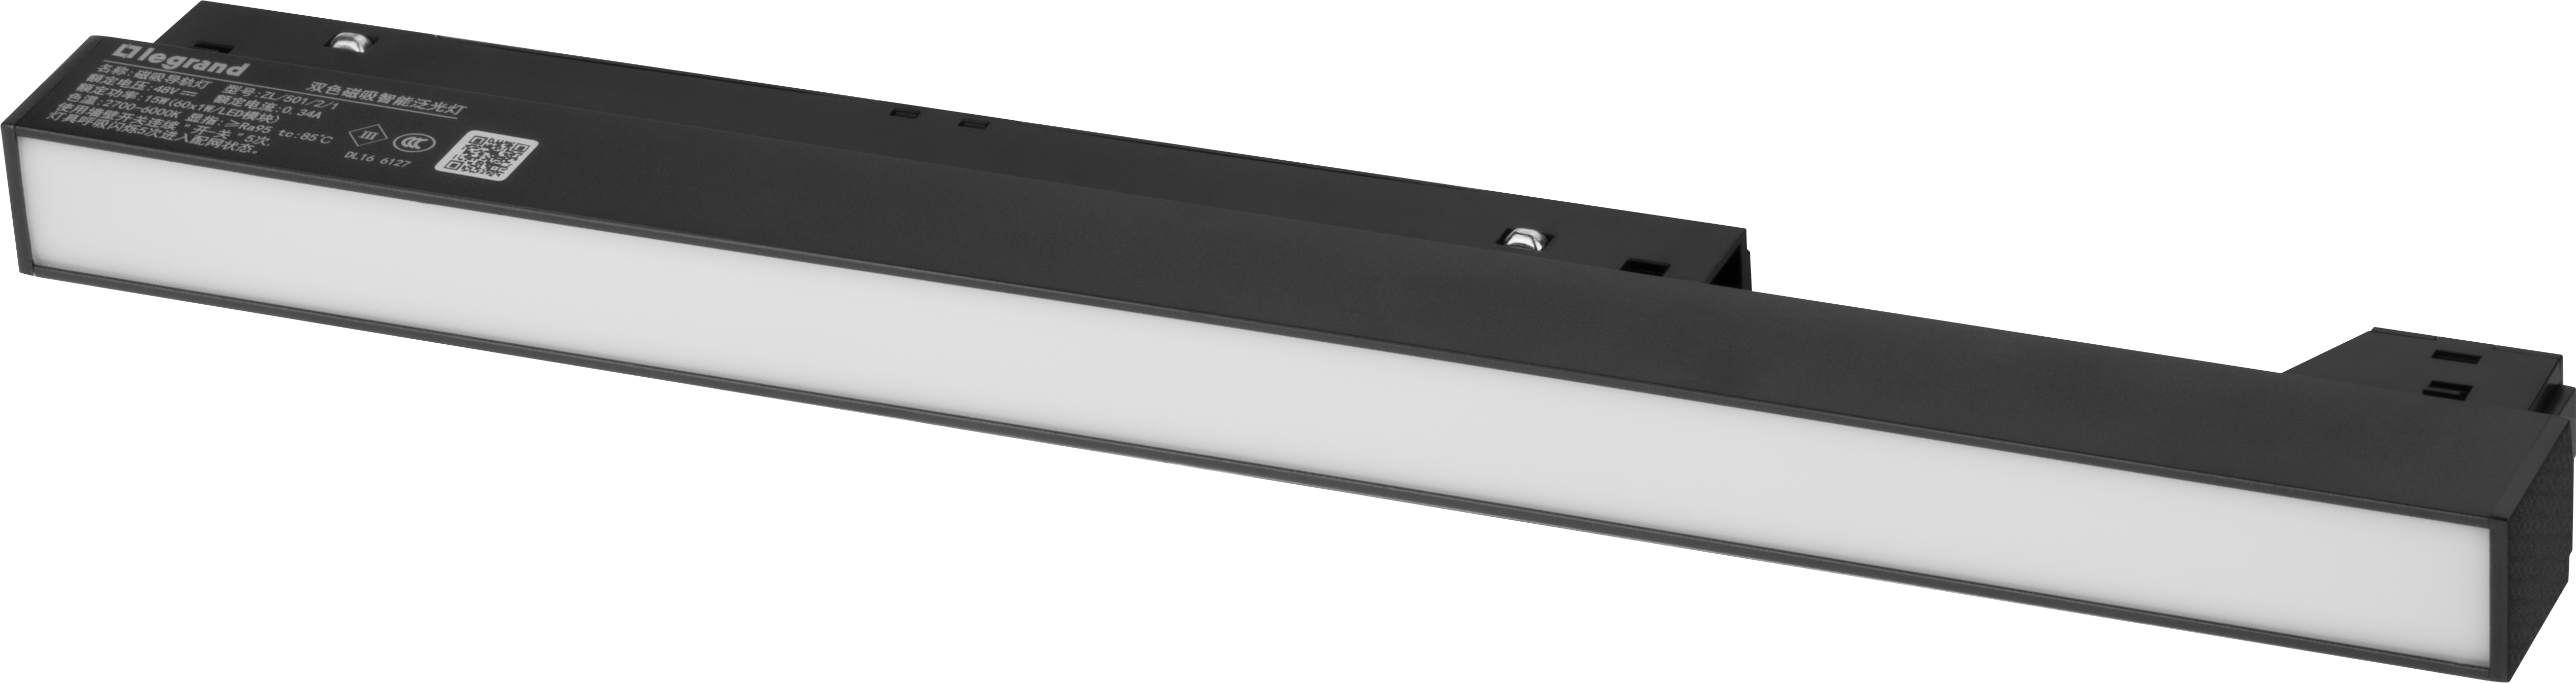 legrand
双色磁吸智能泛光灯
名称:磁吸导轨灯 型号:ZL/501/2/1
额定电压:48V⎓ 额定电流:0.34A
额定功率:15W(60x1W/LED模块)
色温:2700-6000K 显指:≥Ra95 tc:85℃
使用墙壁开关连续“开关”5次,
灯具呼吸闪烁5次进入配网状态。
III
CCC
DL16 6127